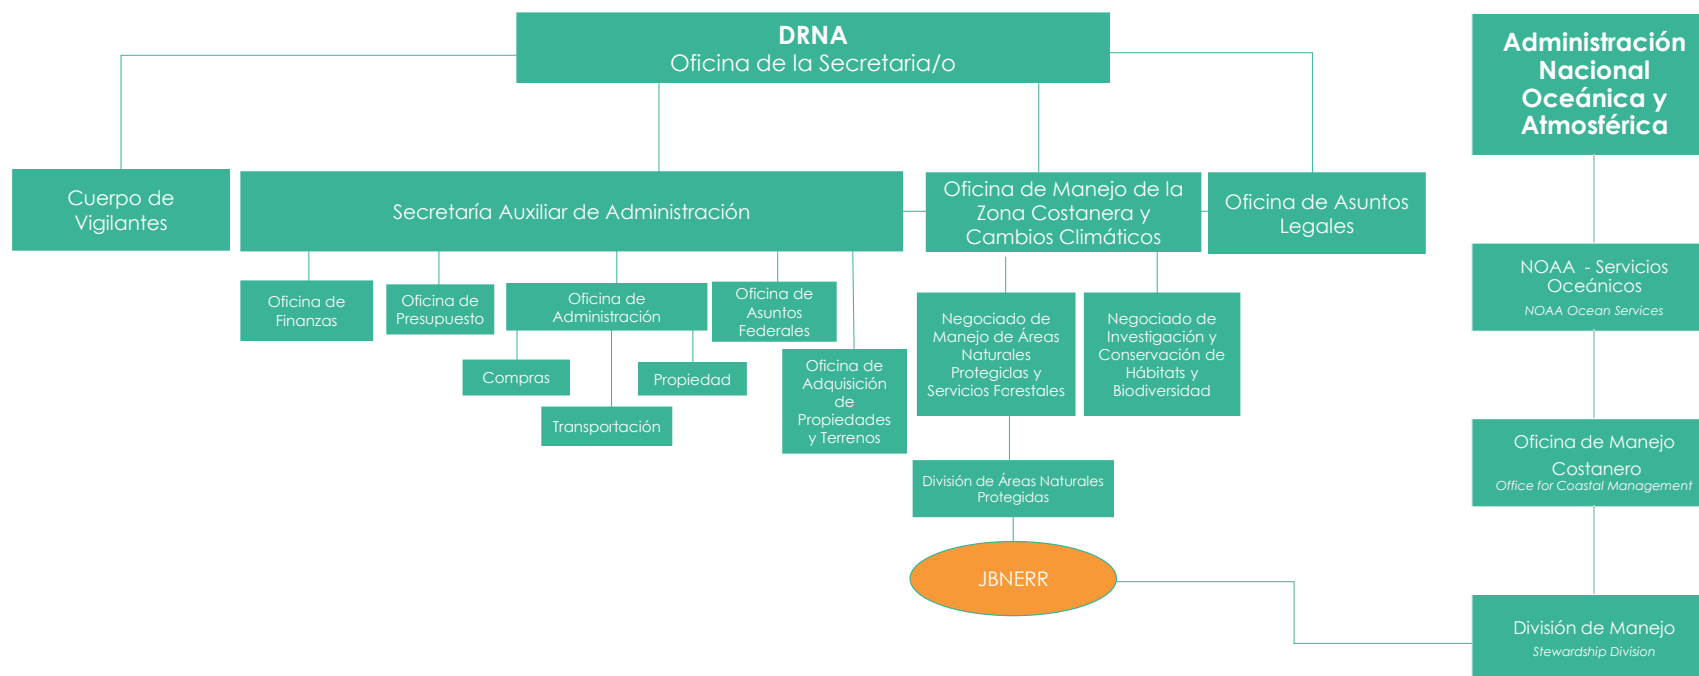 DRNA
Oficina de la Secretaria/o
Administración
Nacional
Oceánica y
Atmosférica
Cuerpo de
Vigilantes
Secretaría Auxiliar de Administración
Oficina de Manejo de la
Zona Costanera y
Cambios Climáticos
Oficina de Asuntos
Legales
Oficina de
Finanzas
Oficina de
Presupuesto
Oficina de
Administración
Oficina de
Asuntos
Federales
Compras
Propiedad
Transportación
Oficina de
Adquisición
de
Propiedades
y Terrenos
Negociado de
Manejo de Áreas
Naturales
Protegidas y
Servicios Forestales
Negociado de
Investigación y
Conservación de
Hábitats y
Biodiversidad
División de Áreas Naturales
Protegidas
JBNERR
NOAA - Servicios
Oceánicos
NOAA Ocean Services
Oficina de Manejo
Costanero
Office for Coastal Management
División de Manejo
Stewardship Division